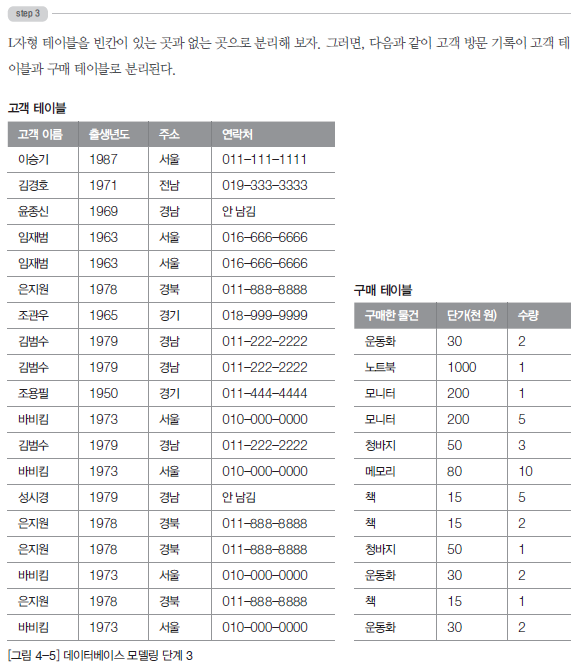 step 3
L자형 테이블을 빈칸이 있는 곳과 없는 곳으로 분리해 보자. 그러면, 다음과 같이 고객 방문 기록이 고객 테
이블과 구매 테이블로 분리된다.
고객 테이블
고객 이름 출생년도 주소 연락처
이승기 1987 서울 011-111-1111
김경호 1971 전남 019-333-3333
윤종신 1969 경남 안 남김
임재범 1963 서울 016-666-6666
임재범 1963 서울 016-666-6666
은지원 1978 경북 011-888-8888
조관우 1965 경기 018-999-9999
김범수 1979 경남 011-222-2222
김범수 1979 경남 011-222-2222
조용필 1950 경기 011-444-4444
바비킴 1973 서울 010-000-0000
김범수 1979 경남 011-222-2222
바비킴 1973 서울 010-000-0000
성시경 1979 경남 안 남김
은지원 1978 경북 011-888-8888
은지원 1978 경북 011-888-8888
바비킴 1973 서울 010-000-0000
은지원 1978 경북 011-888-8888
바비킴 1973 서울 010-000-0000
구매 테이블
구매한 물건 단가(천 원) 수량
운동화 30 2
노트북 1000 1
모니터 200 1
모니터 200 5
청바지 50 3
메모리 80 10
책 15 5
책 15 2
청바지 50 1
운동화 30 2
책 15 1
운동화 30 2
[그림 4-5] 데이터베이스 모델링 단계 3